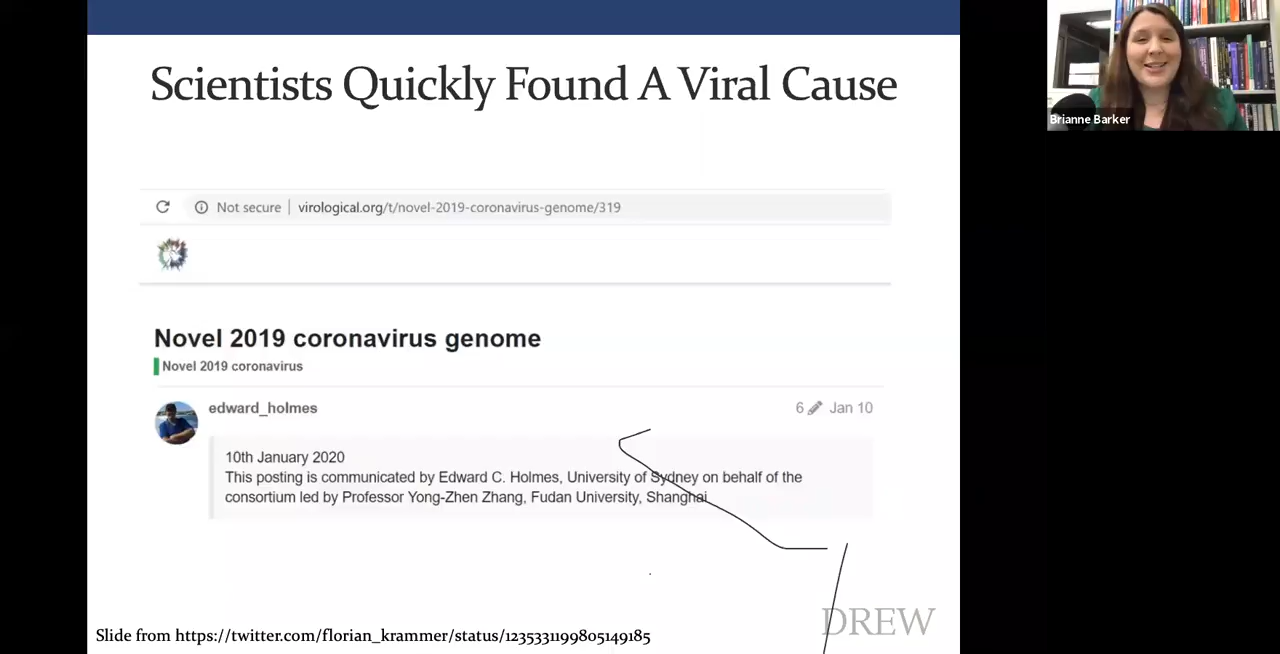 Scientists Quickly Found A Viral Cause
Brianne Barker
Not secure | virological.org/t/novel-2019-coronavirus-genome/319
Novel 2019 coronavirus genome
Novel 2019 coronavirus
edward_holmes
6 Jan 10
10th January 2020
This posting is communicated by Edward C. Holmes, University of Sydney on behalf of the
consortium led by Professor Yong-Zhen Zhang, Fudan University, Shanghai
DREW
Slide from https://twitter.com/florian_krammer/status/1235331199805149185